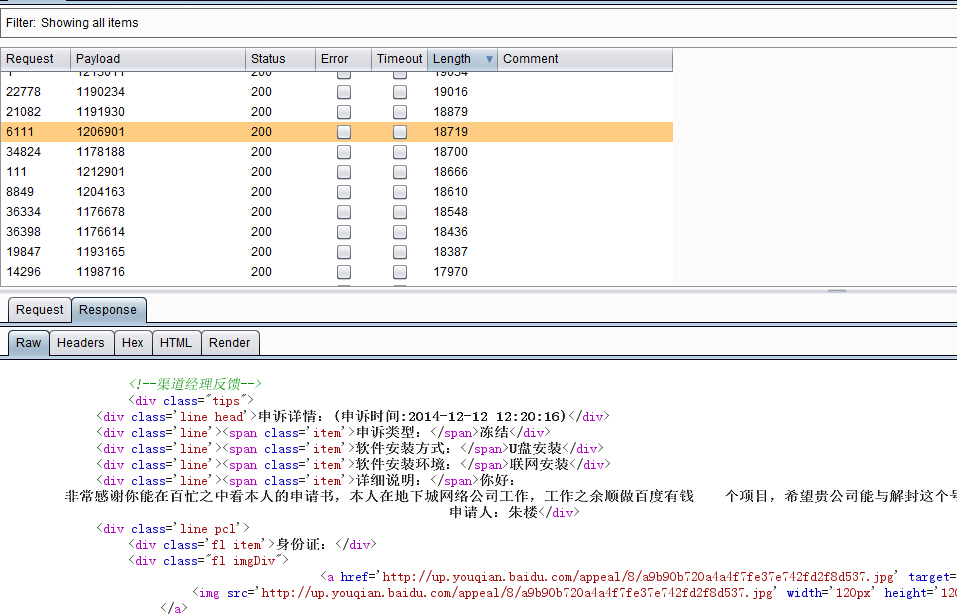 Filter: Showing all items
Request Payload Status Error Timeout Length Comment
1 1213011 200 19034
22778 1190234 200 19016
21082 1191930 200 18879
6111 1206901 200 18719
34824 1178188 200 18700
111 1212901 200 18666
8849 1204163 200 18610
36334 1176678 200 18548
36398 1176614 200 18436
19847 1193165 200 18387
14296 1198716 200 17970
Request Response
Raw Headers Hex HTML Render
<!--渠道经理反馈-->
<div class="tips">
<div class='line head'>申诉详情：(申诉时间:2014-12-12 12:20:16)</div>
<div class='line'><span class='item'>申诉类型：</span>冻结</div>
<div class='line'><span class='item'>软件安装方式：</span>U盘安装</div>
<div class='line'><span class='item'>软件安装环境：</span>联网安装</div>
<div class='line'><span class='item'>详细说明：</span>你好：
非常感谢你能在百忙之中看本人的申请书，本人在地下城网络公司工作，工作之余顺做百度有钱 个项目，希望贵公司能与解封这个号
申请人：朱楼</div>
<div class='line pcl'>
<div class='fl item'>身份证：</div>
<div class="fl imgDiv">
<a href='http://up.youqian.baidu.com/appeal/8/a9b90b720a4a4f7fe37e742fd2f8d537.jpg' target=
<img src='http://up.youqian.baidu.com/appeal/8/a9b90b720a4a4f7fe37e742fd2f8d537.jpg' width='120px' height='120
</a>